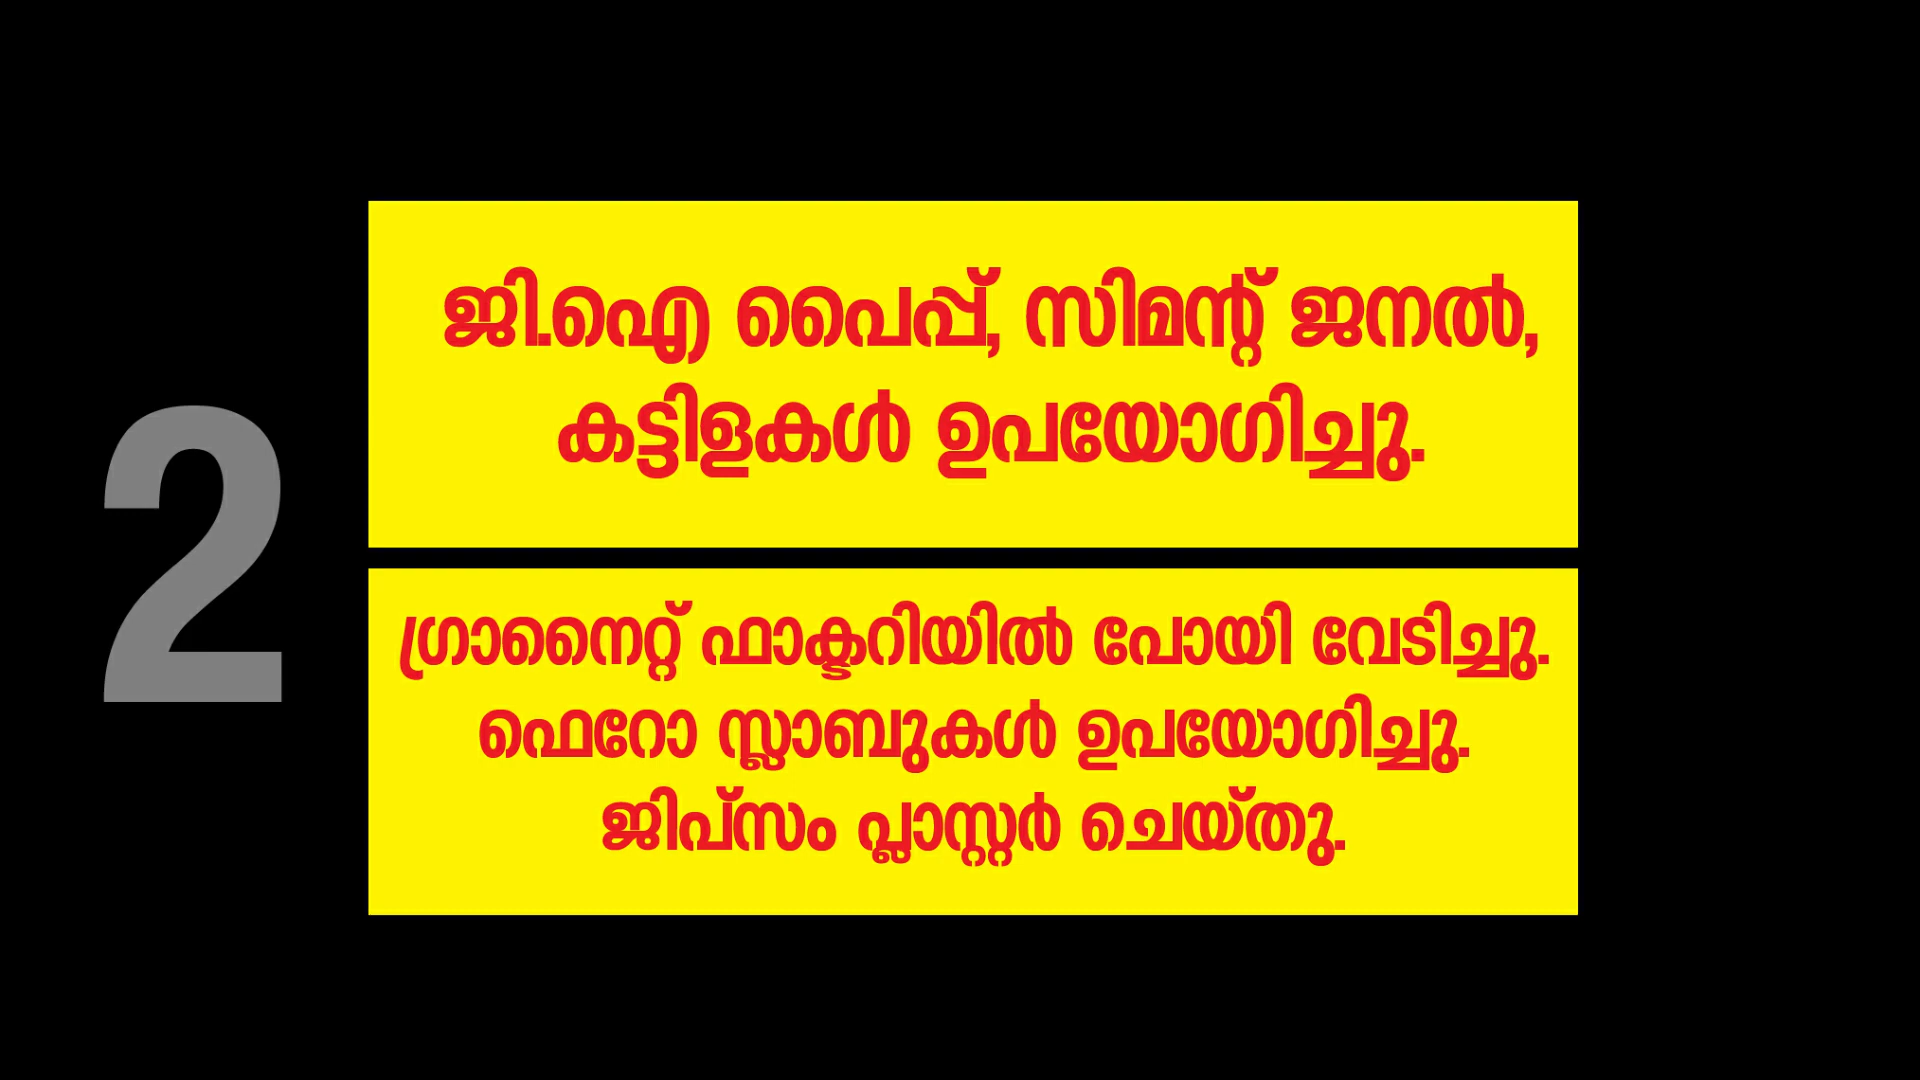 2
ജി.ഐ പൈപ്പ്, സിമന്റ് ജനൽ,
കട്ടിളകൾ ഉപയോഗിച്ചു.
ഗ്രാനൈറ്റ് ഫാക്ടറിയിൽ പോയി വേടിച്ചു.
ഫെറോ സ്ലാബുകൾ ഉപയോഗിച്ചു.
ജിപ്സം പ്ലാസ്റ്റർ ചെയ്തു.